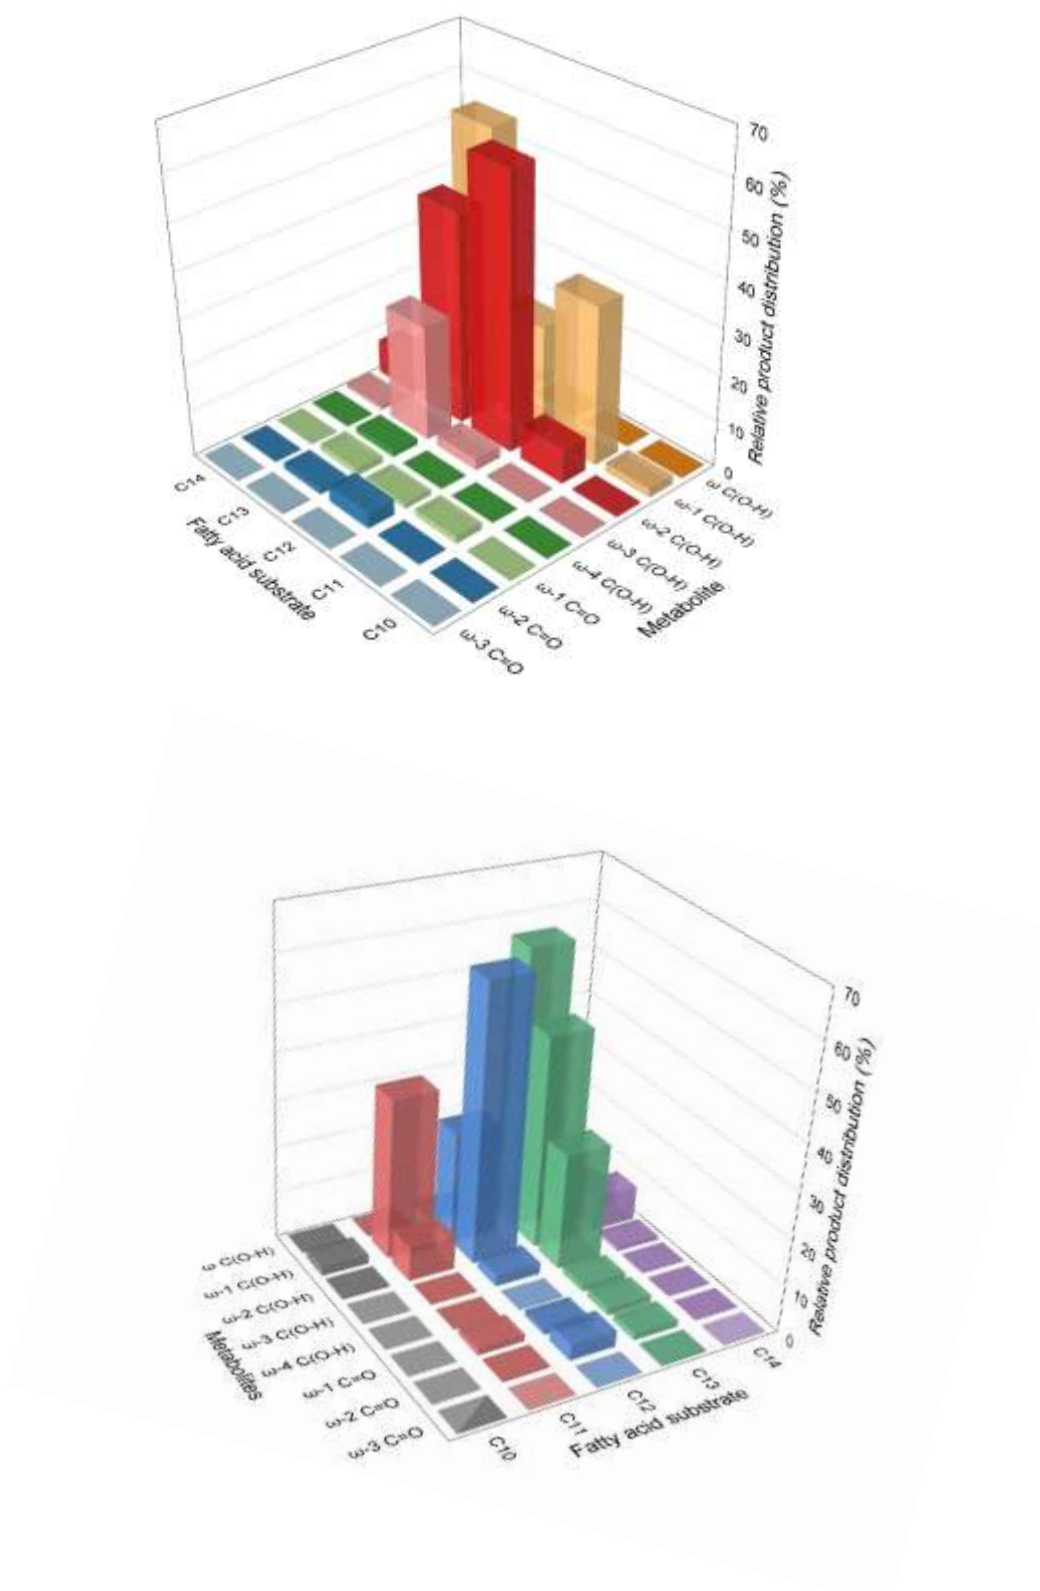 70
60
50
40
30
20
10
0
Relative product distribution (%)
C14
C13
C12
C11
C10
Fatty acid substrate
ω C(O-H)
ω-1 C(O-H)
ω-2 C(O-H)
ω-3 C(O-H)
ω-4 C(O-H)
ω-1 C=O
ω-2 C=O
ω-3 C=O
Metabolite
70
60
50
40
30
20
10
0
Relative product distribution (%)
ω C(O-H)
ω-1 C(O-H)
ω-2 C(O-H)
ω-3 C(O-H)
ω-4 C(O-H)
ω-1 C=O
ω-2 C=O
ω-3 C=O
Metabolites
C10
C11
C12
C13
C14
Fatty acid substrate